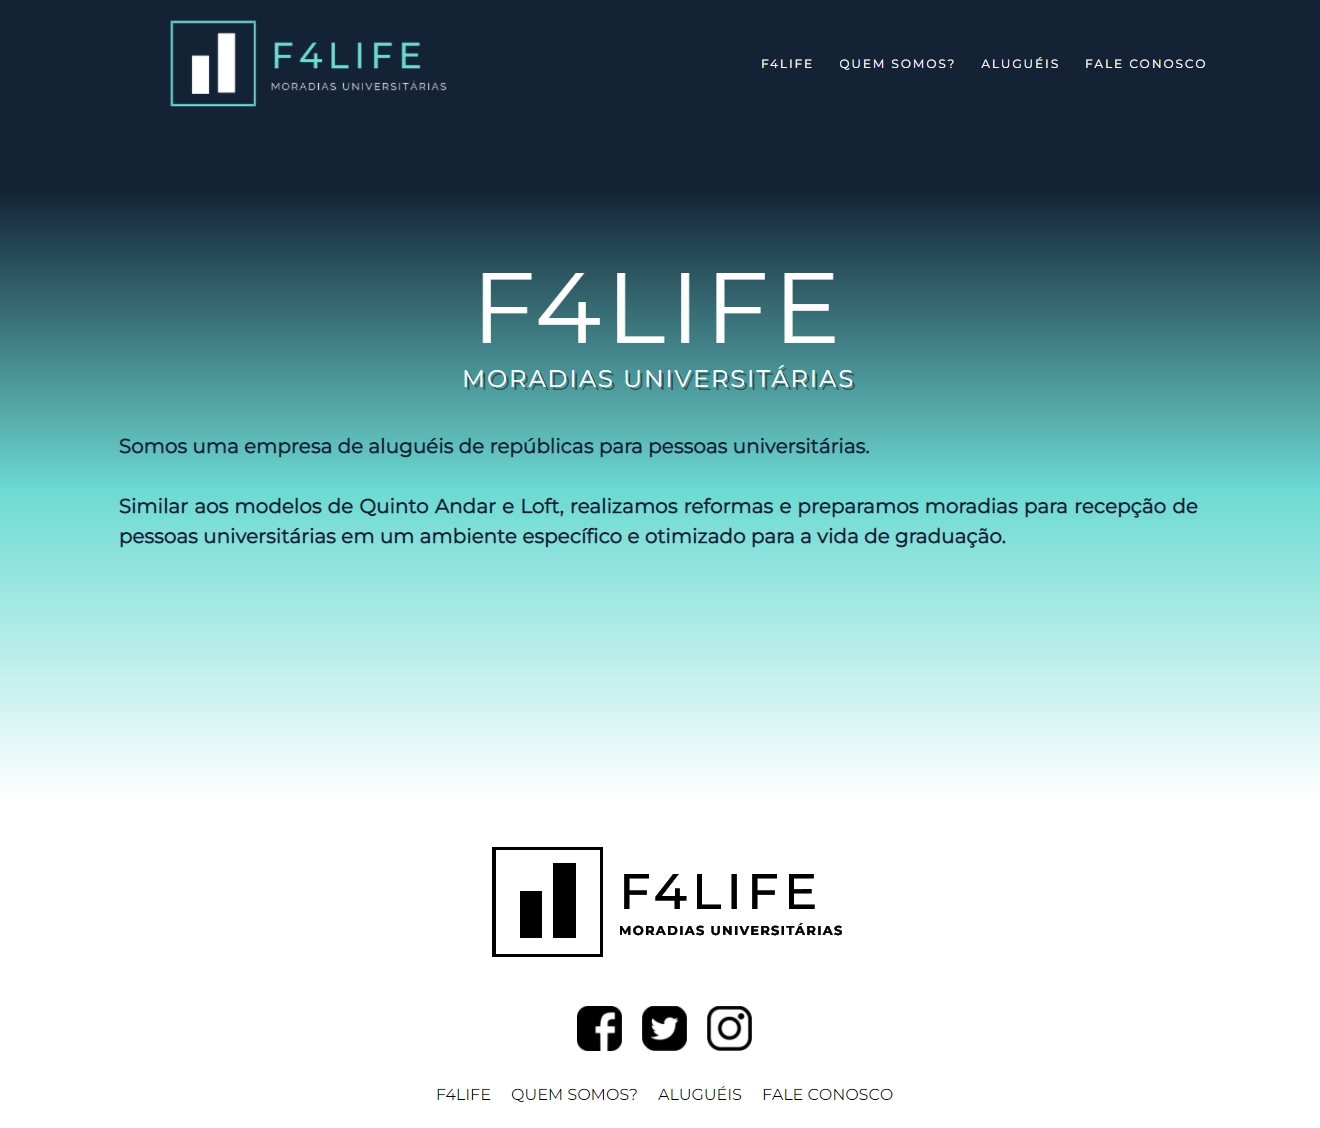 F4LIFE
MORADIAS UNIVERSITÁRIAS
F4LIFE QUEM SOMOS? ALUGUÉIS FALE CONOSCO
F4LIFE
MORADIAS UNIVERSITÁRIAS
Somos uma empresa de aluguéis de repúblicas para pessoas universitárias.
Similar aos modelos de Quinto Andar e Loft, realizamos reformas e preparamos moradias para recepção de
pessoas universitárias em um ambiente específico e otimizado para a vida de graduação.
F4LIFE
MORADIAS UNIVERSITÁRIAS
F4LIFE QUEM SOMOS? ALUGUÉIS FALE CONOSCO